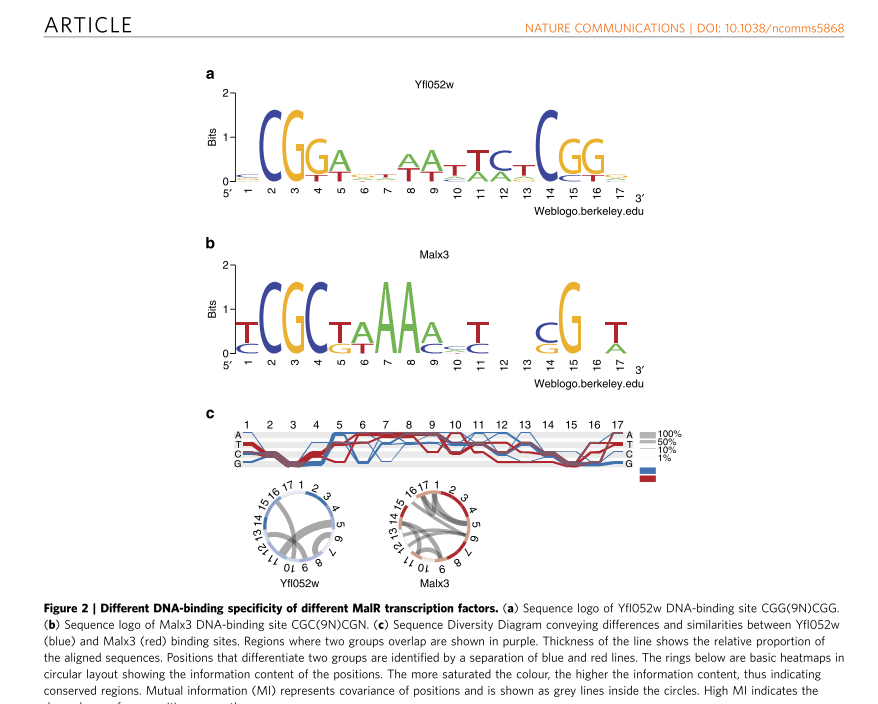 ARTICLE
NATURE COMMUNICATIONS | DOI: 10.1038/ncomms5868
a
Yfl052w
2
1
0
Bits
5′ 1 2 3 4 5 6 7 8 9 10 11 12 13 14 15 16 17 3′
Weblogo.berkeley.edu
b
Malx3
2
1
0
Bits
5′ 1 2 3 4 5 6 7 8 9 10 11 12 13 14 15 16 17 3′
Weblogo.berkeley.edu
c
1 2 3 4 5 6 7 8 9 10 11 12 13 14 15 16 17
A A 100%
T T 50%
C C 10%
G G 1%
1 2 3 4 5 6 7 8 9 10 11 12 13 14 15 16 17
Yfl052w
1 2 3 4 5 6 7 8 9 10 11 12 13 14 15 16 17
Malx3
Figure 2 | Different DNA-binding specificity of different MalR transcription factors. (a) Sequence logo of Yfl052w DNA-binding site CGG(9N)CGG.
(b) Sequence logo of Malx3 DNA-binding site CGC(9N)CGN. (c) Sequence Diversity Diagram conveying differences and similarities between Yfl052w
(blue) and Malx3 (red) binding sites. Regions where two groups overlap are shown in purple. Thickness of the line shows the relative proportion of
the aligned sequences. Positions that differentiate two groups are identified by a separation of blue and red lines. The rings below are basic heatmaps in
circular layout showing the information content of the positions. The more saturated the colour, the higher the information content, thus indicating
conserved regions. Mutual information (MI) represents covariance of positions and is shown as grey lines inside the circles. High MI indicates the